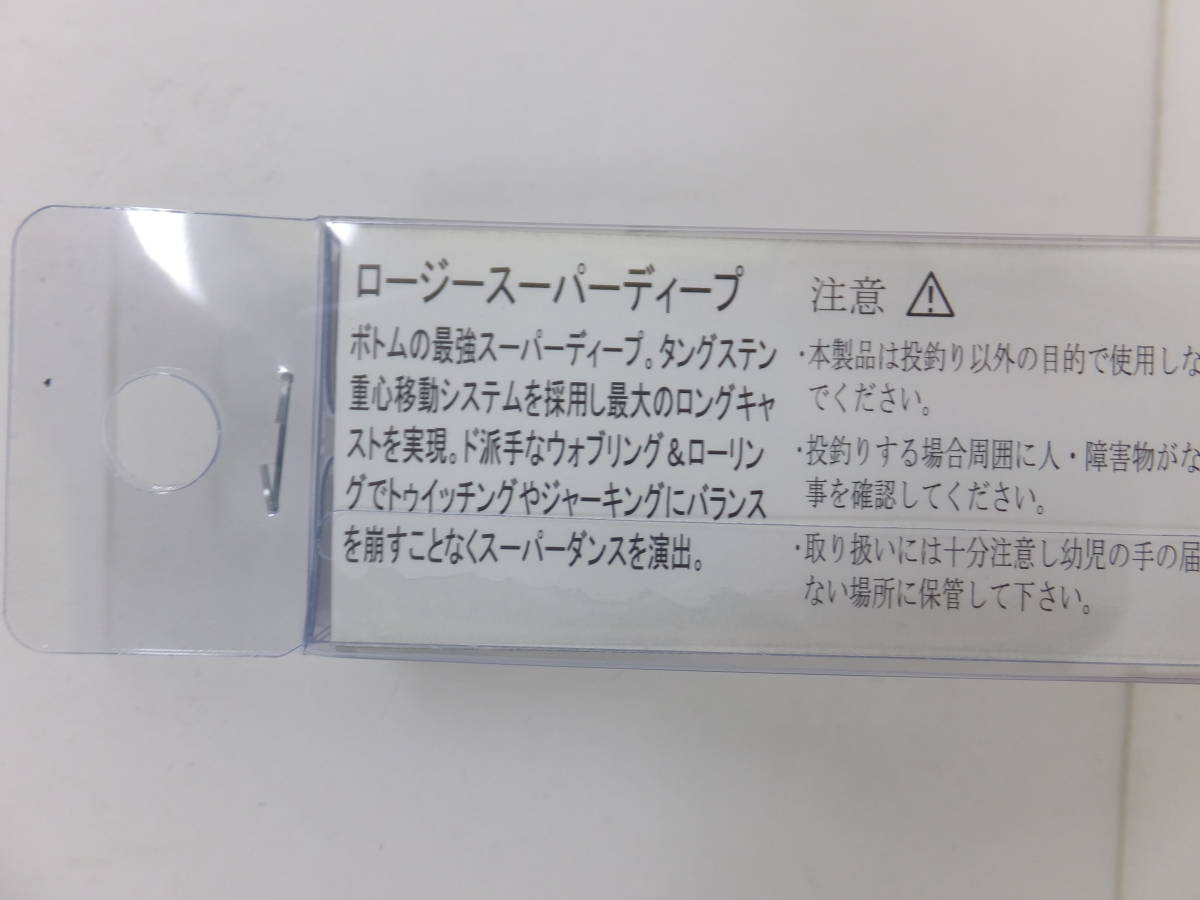 ロージースーパーディープ
ボトムの最強スーパーディープ。タングステン
重心移動システムを採用し最大のロングキャ
ストを実現。ド派手なウォブリング&ローリン
グでトゥイッチングやジャーキングにバランス
を崩すことなくスーパーダンスを演出。
注意
・本製品は投釣り以外の目的で使用しな
でください。
・投釣りする場合周囲に人・障害物がな
事を確認してください。
・取り扱いには十分注意し幼児の手の届
ない場所に保管して下さい。